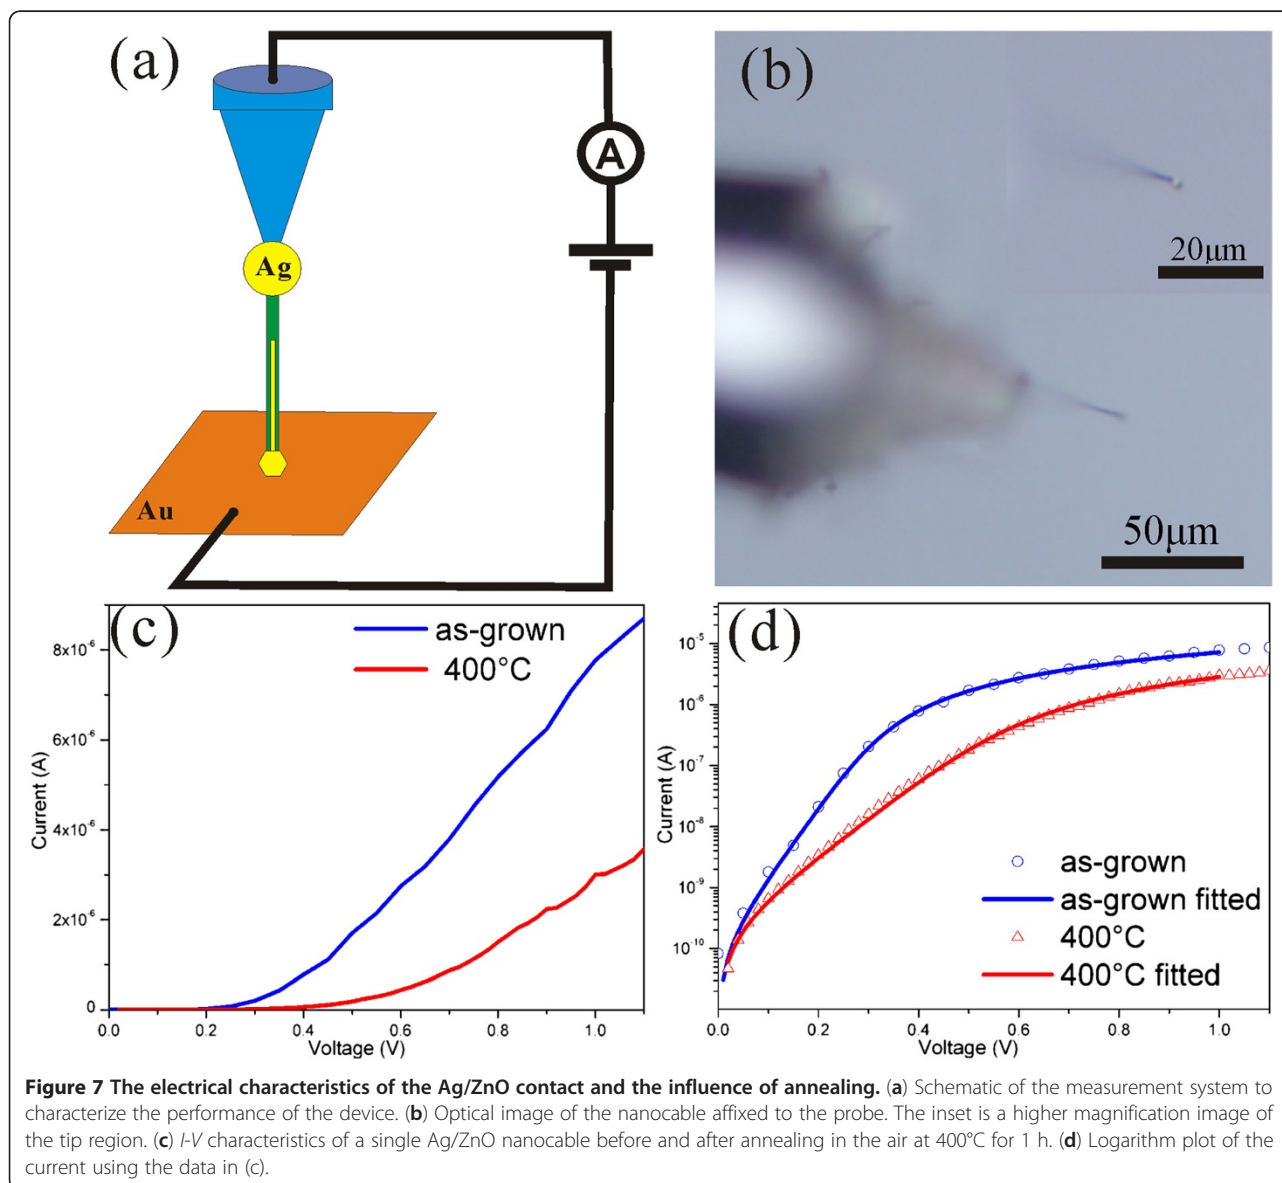 (a)
A
Ag
Au
(b)
20μm
50μm
(c)
as-grown
400°C
8x10⁻⁶
6x10⁻⁶
4x10⁻⁶
2x10⁻⁶
0
Current (A)
0.0 0.2 0.4 0.6 0.8 1.0
Voltage (V)
(d)
10⁻⁵
10⁻⁶
10⁻⁷
10⁻⁸
10⁻⁹
10⁻¹⁰
Current (A)
as-grown
as-grown fitted
400°C
400°C fitted
0.0 0.2 0.4 0.6 0.8 1.0
Voltage (V)
Figure 7 The electrical characteristics of the Ag/ZnO contact and the influence of annealing. (a) Schematic of the measurement system to
characterize the performance of the device. (b) Optical image of the nanocable affixed to the probe. The inset is a higher magnification image of
the tip region. (c) I-V characteristics of a single Ag/ZnO nanocable before and after annealing in the air at 400°C for 1 h. (d) Logarithm plot of the
current using the data in (c).